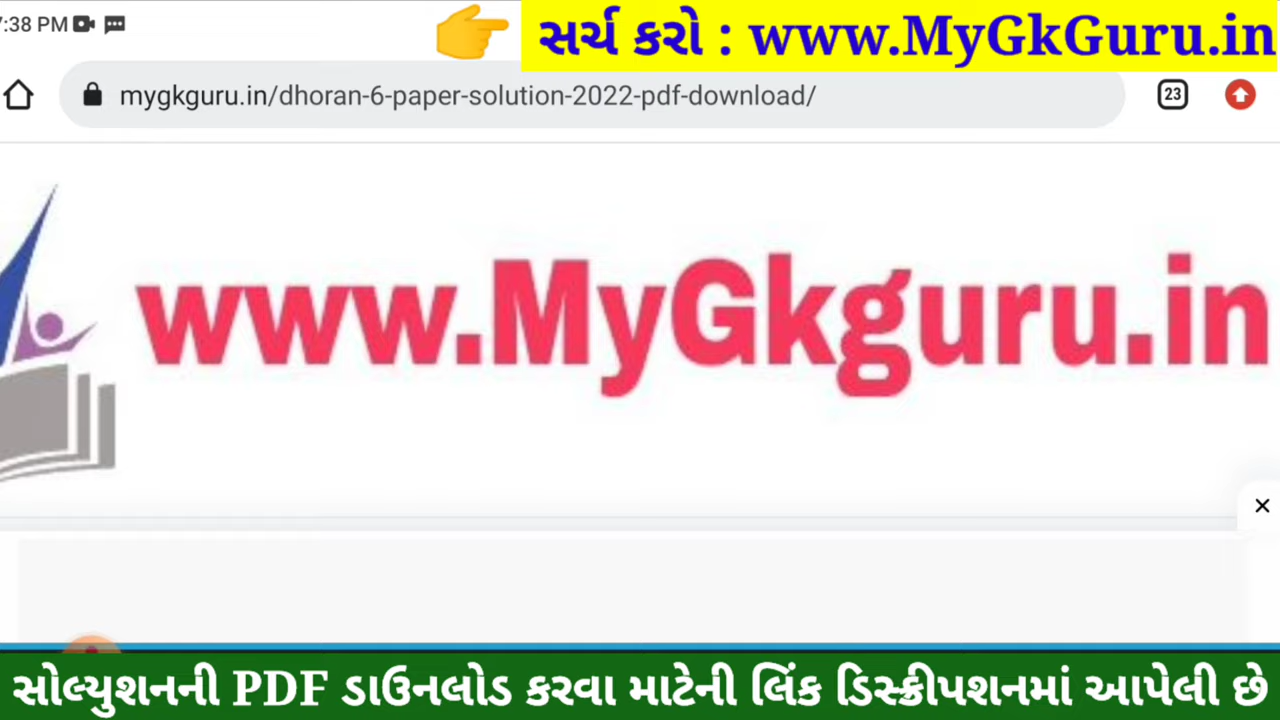 7:38 PM
સર્ચ કરો : www.MyGkGuru.in
mygkguru.in/dhoran-6-paper-solution-2022-pdf-download/
23
www.MyGkguru.in
સોલ્યુશનની PDF ડાઉનલોડ કરવા માટેની લિંક ડિસ્ક્રીપશનમાં આપેલી છે